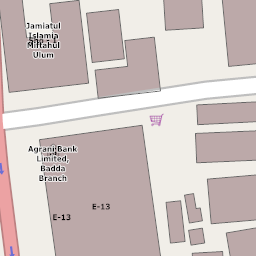 Jamiatul
Islamia
Miftahul
Ulum
Agrani Bank
Limited,
Badda
Branch
E-13
E-13